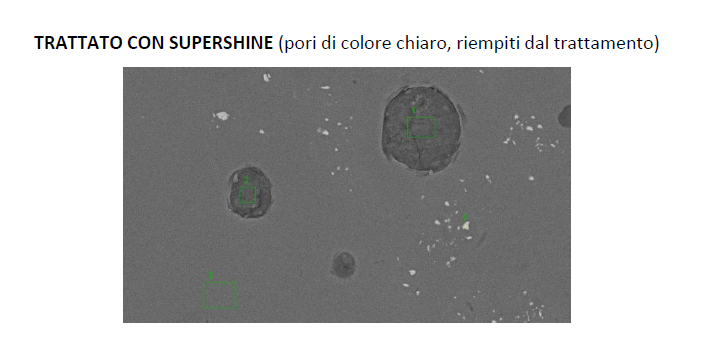 TRATTATO CON SUPERSHINE (pori di colore chiaro, riempiti dal trattamento)